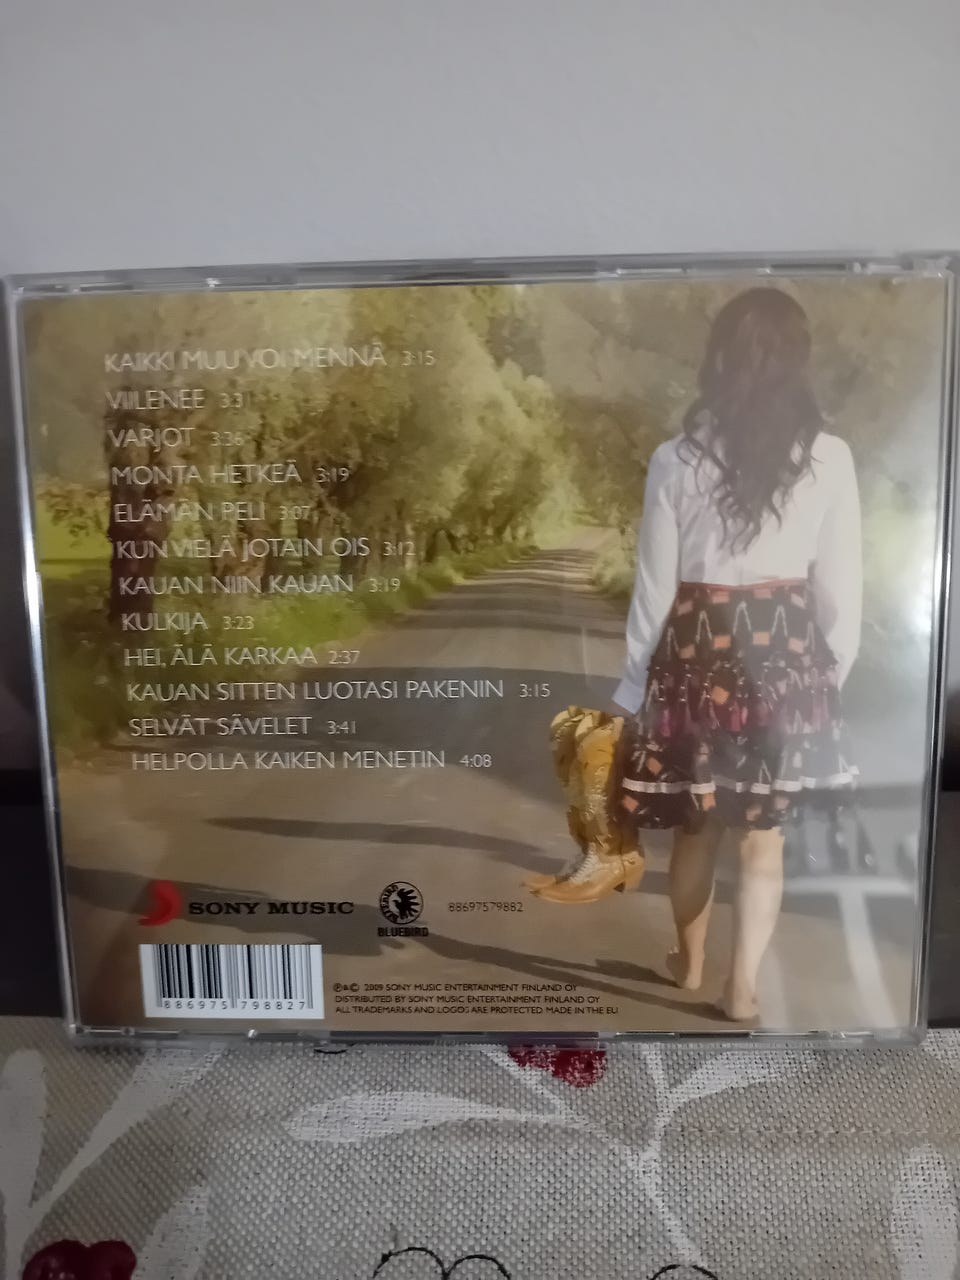 KAIKKI MUU VOI MENNÄ 3:15
VIILENEE 3:31
VARJOT 3:36
MONTA HETKEÄ 3:19
ELÄMÄN PELI 3:07
KUN VIELÄ JOTAIN OIS 3:12
KAUAN NIIN KAUAN 3:19
KULKIJA 3:23
HEI, ÄLÄ KARKAA 2:37
KAUAN SITTEN LUOTASI PAKENIN 3:15
SELVÄT SÄVELET 3:41
HELPOLLA KAIKEN MENETIN 4:08
SONY MUSIC
BLUEBIRD
88697579882
8 86975 79882 7
℗&© 2009 SONY MUSIC ENTERTAINMENT FINLAND OY
DISTRIBUTED BY SONY MUSIC ENTERTAINMENT FINLAND OY
ALL TRADEMARKS AND LOGOS ARE PROTECTED. MADE IN THE EU